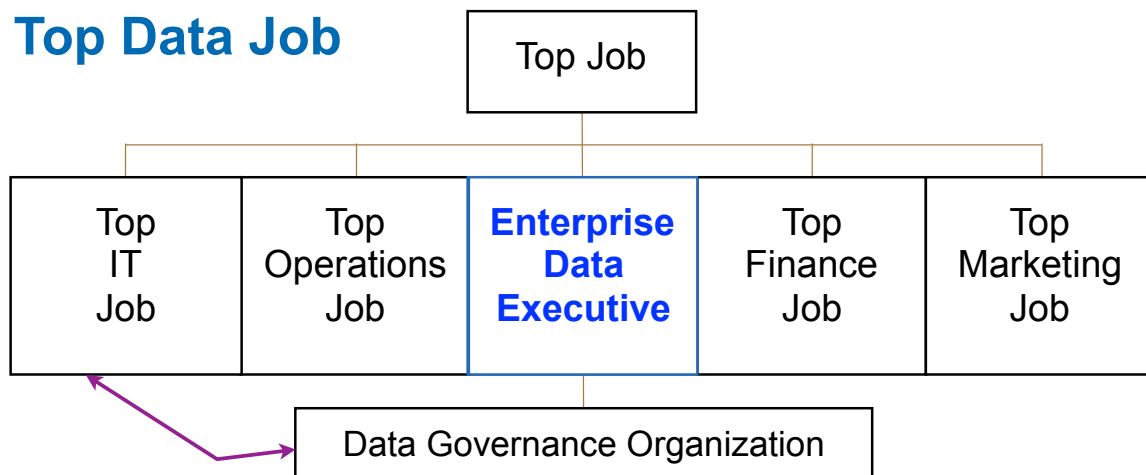 Top Data Job
Top Job
Top
IT
Job
Top
Operations
Job
Enterprise
Data
Executive
Top
Finance
Job
Top
Marketing
Job
Data Governance Organization